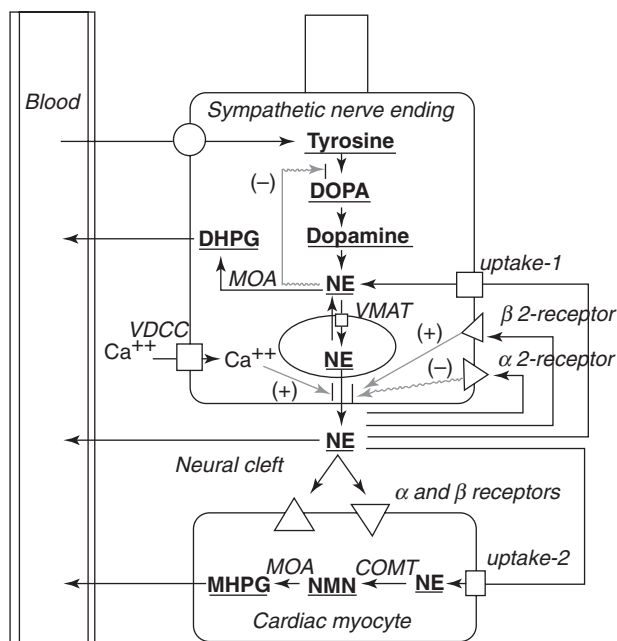 Blood
Sympathetic nerve ending
Tyrosine
(–)
DOPA
DHPG
Dopamine
MOA
NE
uptake-1
VMAT
β 2-receptor
VDCC
Ca++
Ca++
NE
(+)
α 2-receptor
(+)
(–)
NE
Neural cleft
α and β receptors
MOA
COMT
uptake-2
MHPG
NMN
NE
Cardiac myocyte